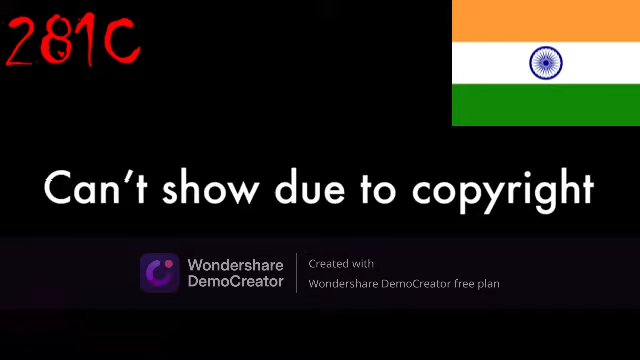 281C
Can't show due to copyright
Wondershare
DemoCreator
Created with
Wondershare DemoCreator free plan